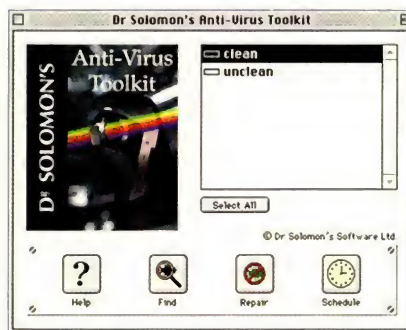 Dr Solomon's Anti-Virus Toolkit
Anti-Virus
Toolkit
DR SOLOMON'S
clean
unclean
Select All
© Dr Solomon's Software Ltd.
?
Help
Find
Repair
Schedule